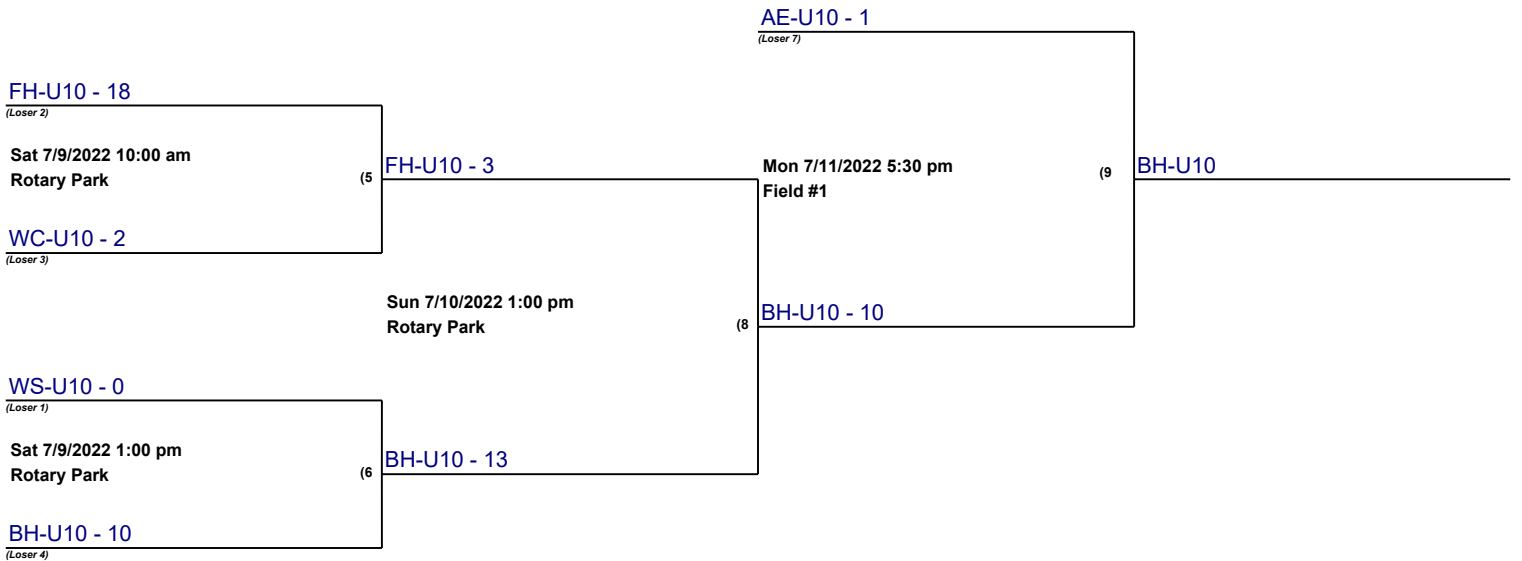 AE-U10 - 1
(Loser 7)
FH-U10 - 18
(Loser 2)
Sat 7/9/2022 10:00 am
Rotary Park
(5
FH-U10 - 3
Mon 7/11/2022 5:30 pm
Field #1
(9
BH-U10
WC-U10 - 2
(Loser 3)
Sun 7/10/2022 1:00 pm
Rotary Park
(8
BH-U10 - 10
WS-U10 - 0
(Loser 1)
Sat 7/9/2022 1:00 pm
Rotary Park
(6
BH-U10 - 13
BH-U10 - 10
(Loser 4)